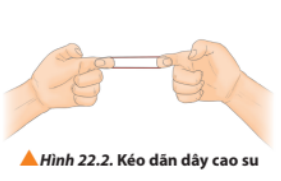 ▲Hình 22.2. Kéo dãn dây cao su